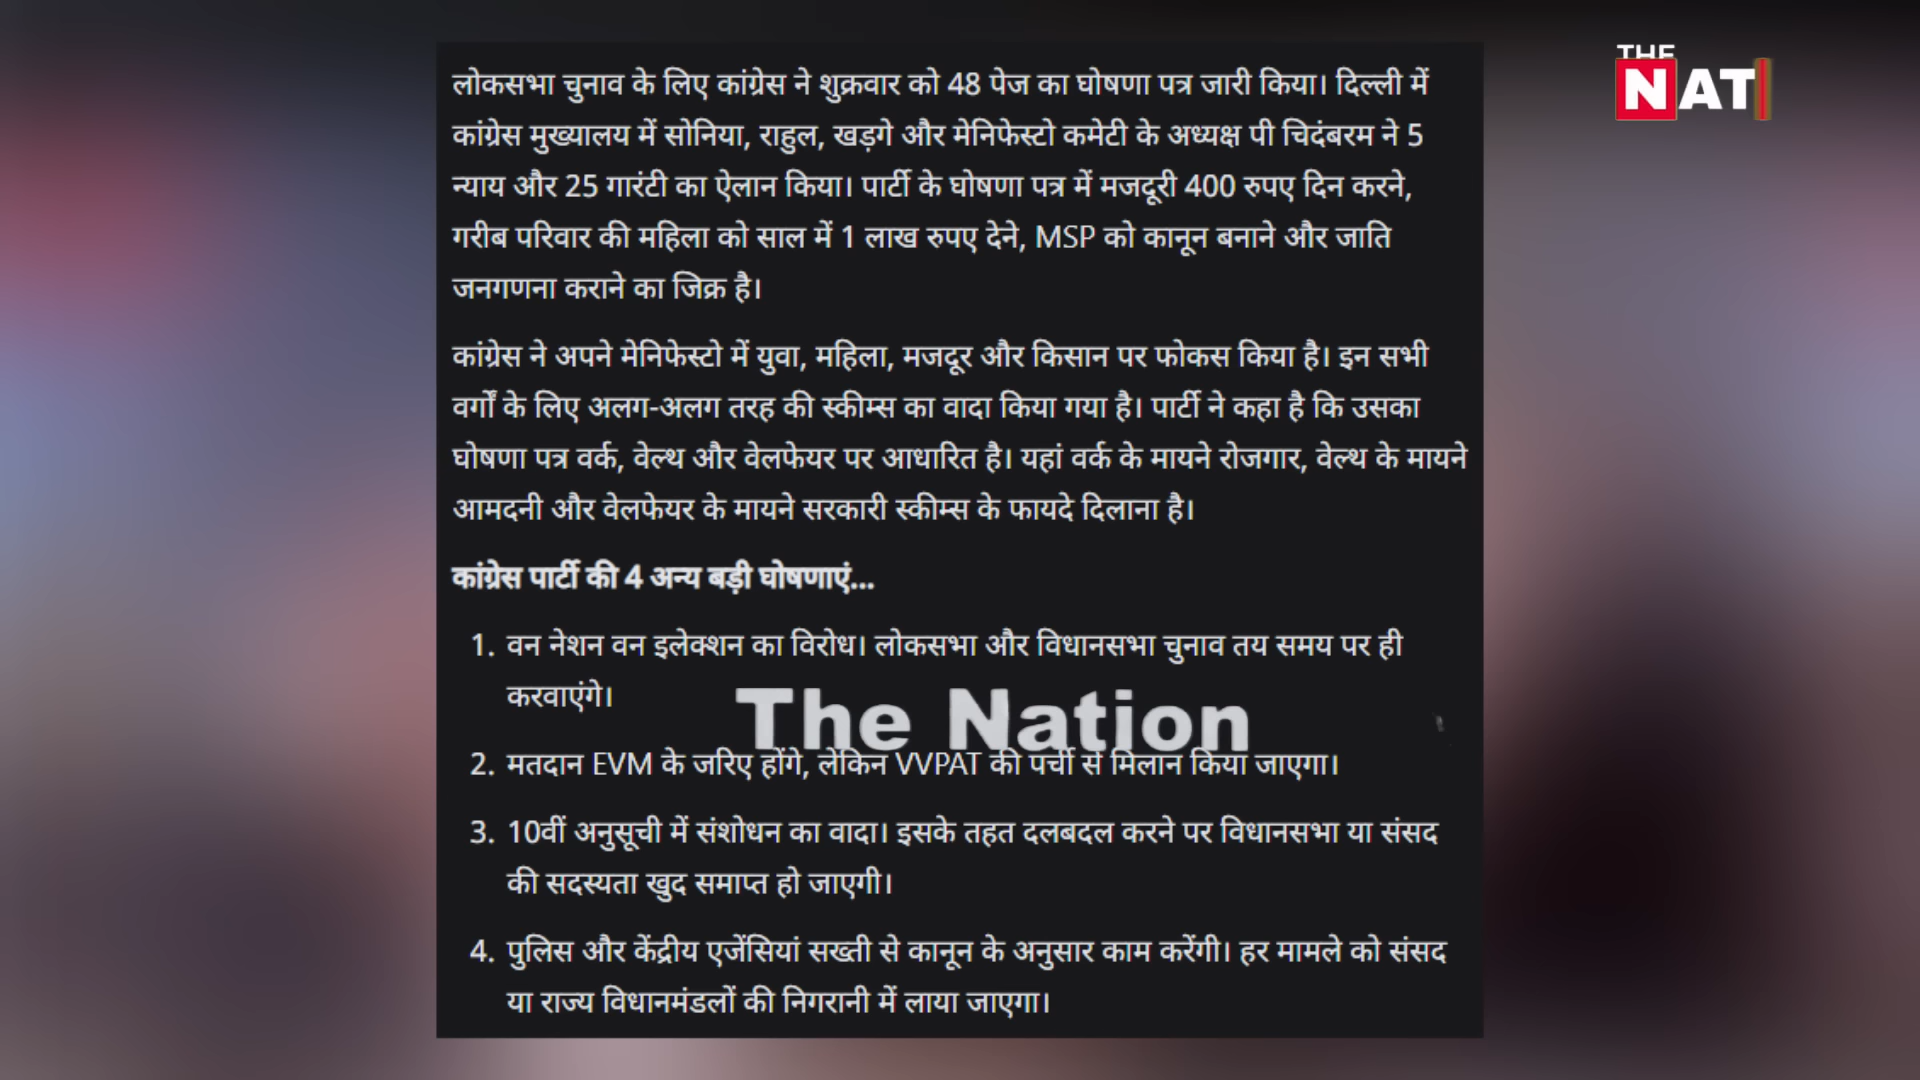 THE
NAT
लोकसभा चुनाव के लिए कांग्रेस ने शुक्रवार को 48 पेज का घोषणा पत्र जारी किया। दिल्ली में
कांग्रेस मुख्यालय में सोनिया, राहुल, खड़गे और मेनिफेस्टो कमेटी के अध्यक्ष पी चिदंबरम ने 5
न्याय और 25 गारंटी का ऐलान किया। पार्टी के घोषणा पत्र में मजदूरी 400 रुपए दिन करने,
गरीब परिवार की महिला को साल में 1 लाख रुपए देने, MSP को कानून बनाने और जाति
जनगणना कराने का जिक्र है।
कांग्रेस ने अपने मेनिफेस्टो में युवा, महिला, मजदूर और किसान पर फोकस किया है। इन सभी
वर्गों के लिए अलग-अलग तरह की स्कीम्स का वादा किया गया है। पार्टी ने कहा है कि उसका
घोषणा पत्र वर्क, वेल्थ और वेलफेयर पर आधारित है। यहां वर्क के मायने रोजगार, वेल्थ के मायने
आमदनी और वेलफेयर के मायने सरकारी स्कीम्स के फायदे दिलाना है।
कांग्रेस पार्टी की 4 अन्य बड़ी घोषणाएं...
1. वन नेशन वन इलेक्शन का विरोध। लोकसभा और विधानसभा चुनाव तय समय पर ही
करवाएंगे।
The Nation
2. मतदान EVM के जरिए होंगे, लेकिन VVPAT की पर्ची से मिलान किया जाएगा।
3. 10वीं अनुसूची में संशोधन का वादा। इसके तहत दलबदल करने पर विधानसभा या संसद
की सदस्यता खुद समाप्त हो जाएगी।
4. पुलिस और केंद्रीय एजेंसियां सख्ती से कानून के अनुसार काम करेंगी। हर मामले को संसद
या राज्य विधानमंडलों की निगरानी में लाया जाएगा।